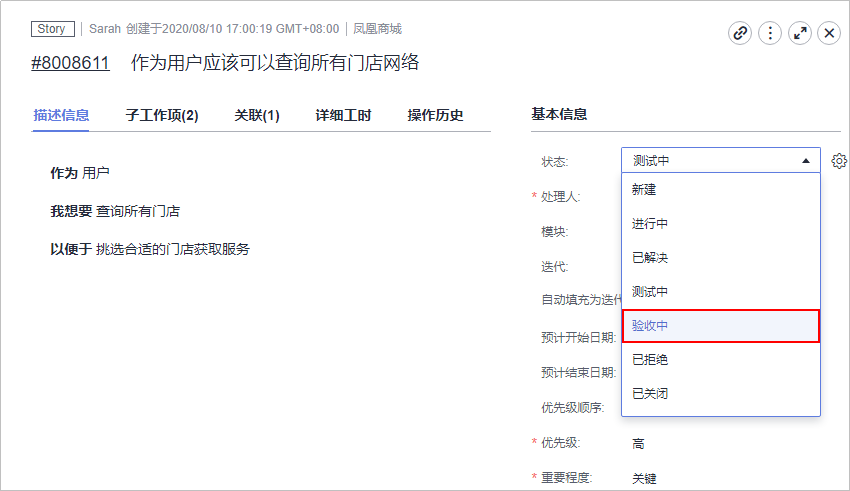 Story Sarah 创建于2020/08/10 17:00:19 GMT+08:00 凤凰商城
#8008611 作为用户应该可以查询所有门店网络
描述信息 子工作项(2) 关联(1) 详细工时 操作历史
作为 用户
我想要 查询所有门店
以便于 挑选合适的门店获取服务
基本信息
状态: 测试中
新建
* 处理人:
进行中
模块:
已解决
迭代:
测试中
自动填充为迭代
验收中
预计开始日期:
已拒绝
预计结束日期:
已关闭
优先级顺序:
* 优先级: 高
* 重要程度: 关键